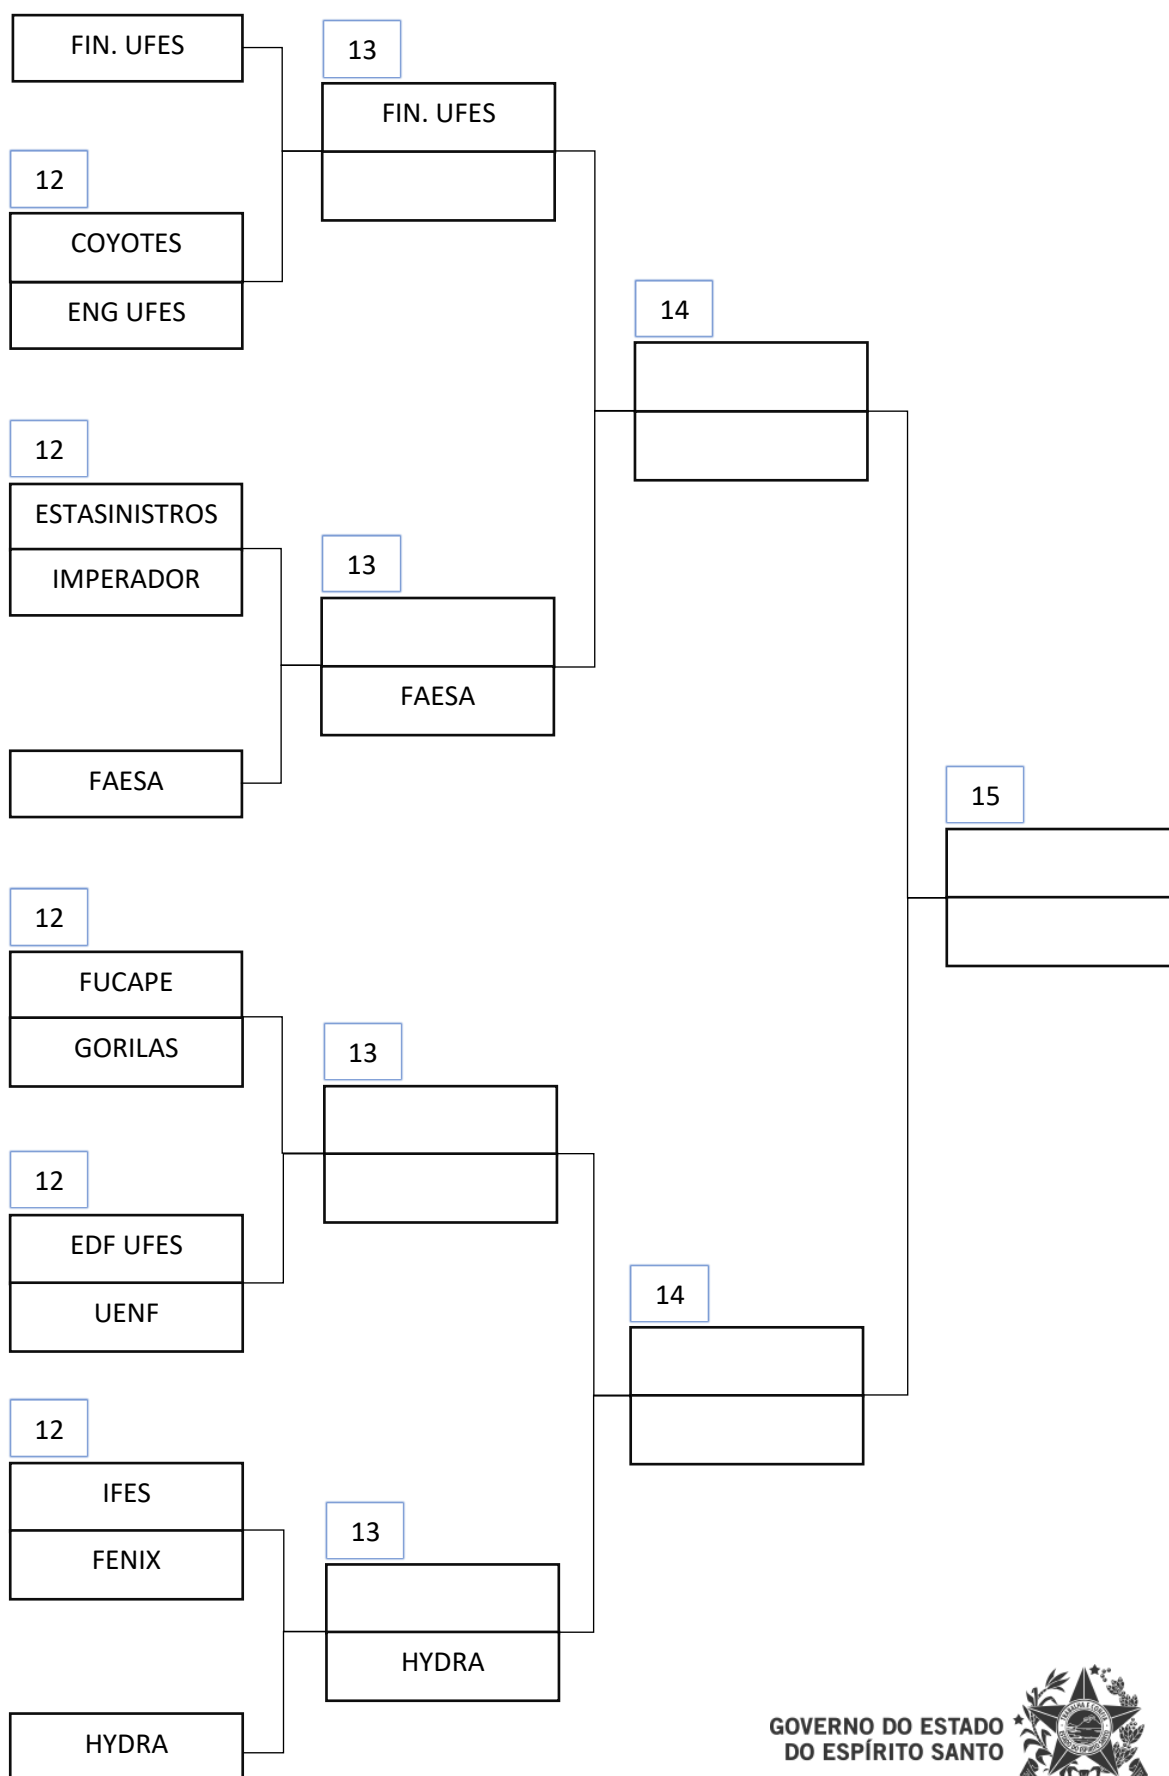 FIN. UFES
13
FIN. UFES
12
COYOTES
ENG UFES
14
12
ESTASINISTROS
IMPERADOR
13
FAESA
FAESA
15
12
FUCAPE
GORILAS
13
12
EDF UFES
UENF
14
12
IFES
FENIX
13
HYDRA
HYDRA
GOVERNO DO ESTADO
DO ESPÍRITO SANTO